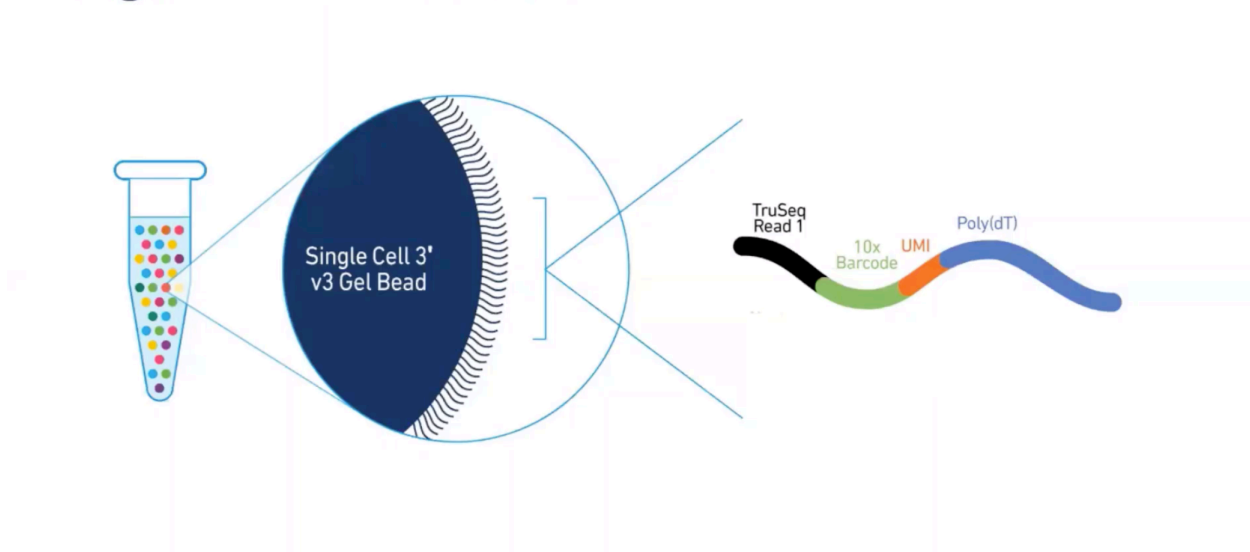 Single Cell 3'
v3 Gel Bead
TruSeq
Read 1
10x
Barcode
UMI
Poly(dT)